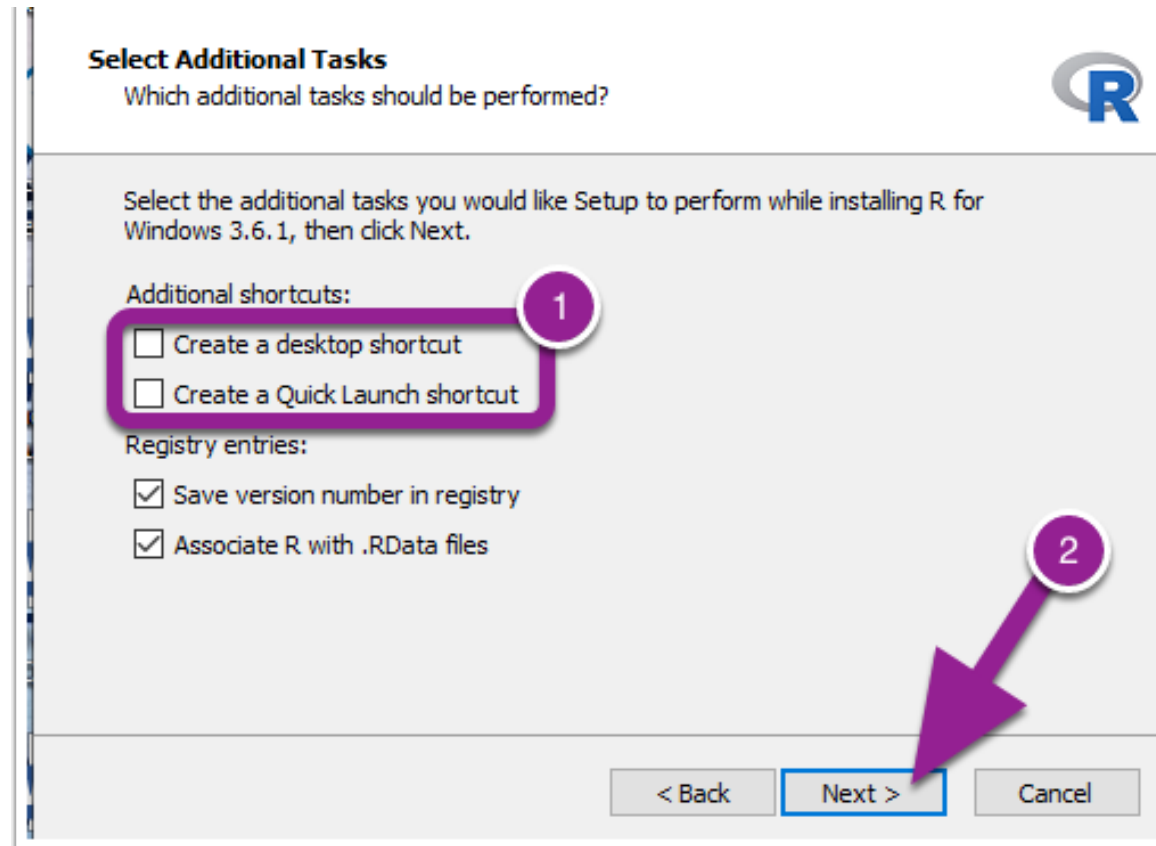 Select Additional Tasks
Which additional tasks should be performed?
R
Select the additional tasks you would like Setup to perform while installing R for
Windows 3.6.1, then click Next.
Additional shortcuts:
1
Create a desktop shortcut
Create a Quick Launch shortcut
Registry entries:
Save version number in registry
Associate R with .RData files
2
< Back Next > Cancel